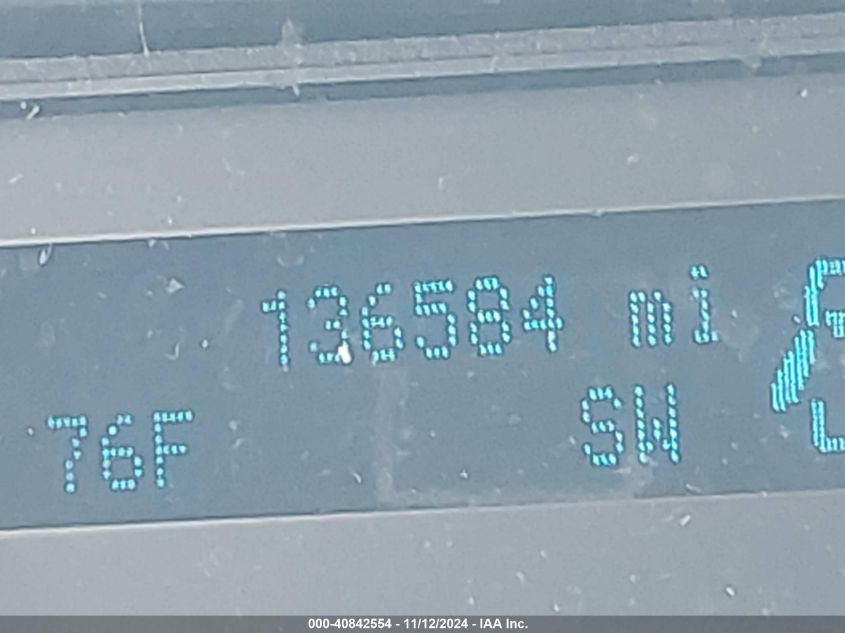 136584 mi
76F SW
000-40842554 - 11/12/2024 - IAA Inc.